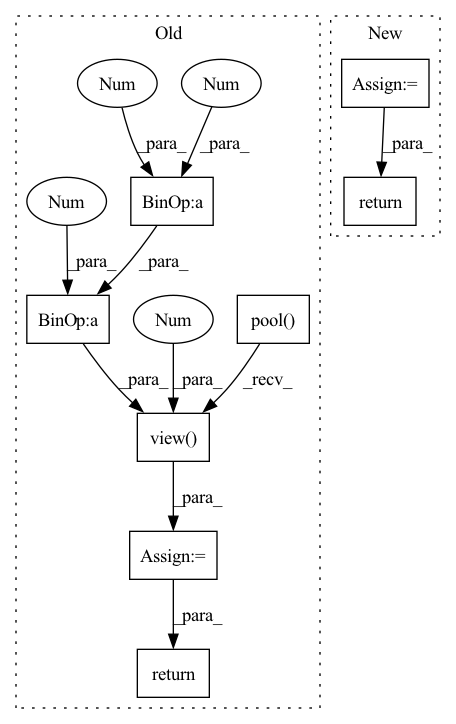 Old
New
Num
Num
Assign:=
_para_
_para_
_para_
Num
BinOp:a
return
_para_
_para_
BinOp:a
Num
pool()
_para_
_para_
_recv_
view()
_para_
Assign:=
_para_
return